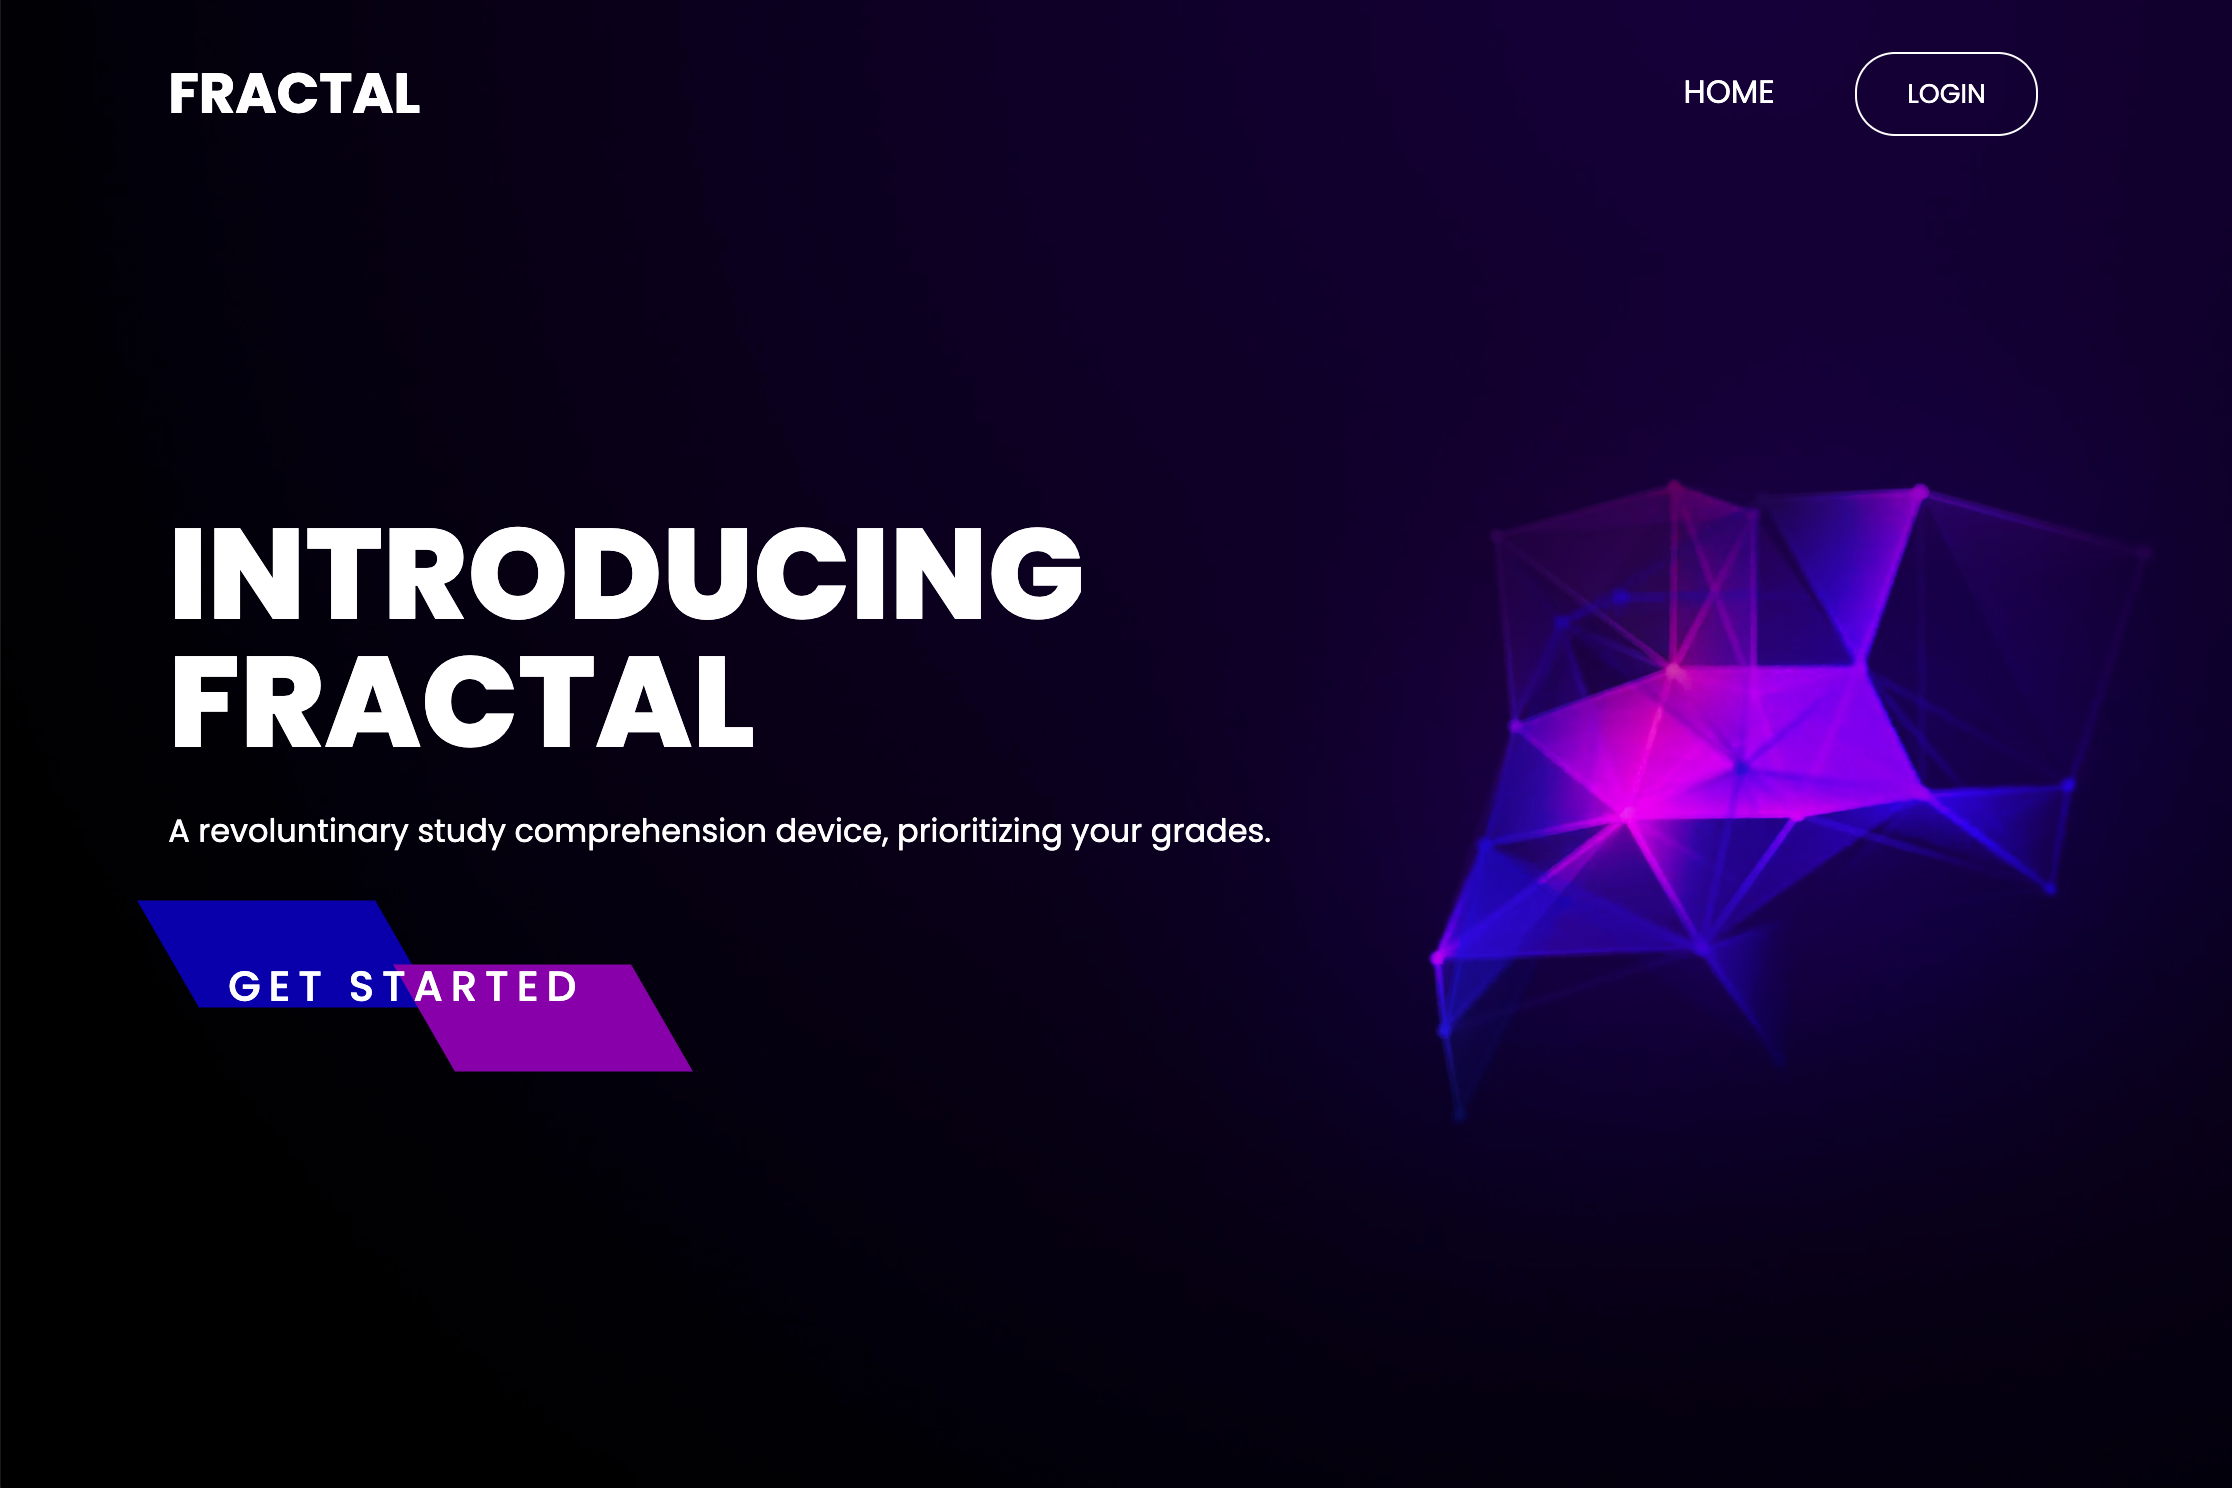 FRACTAL
HOME
LOGIN
INTRODUCING
FRACTAL
A revoluntinary study comprehension device, prioritizing your grades.
GET STARTED